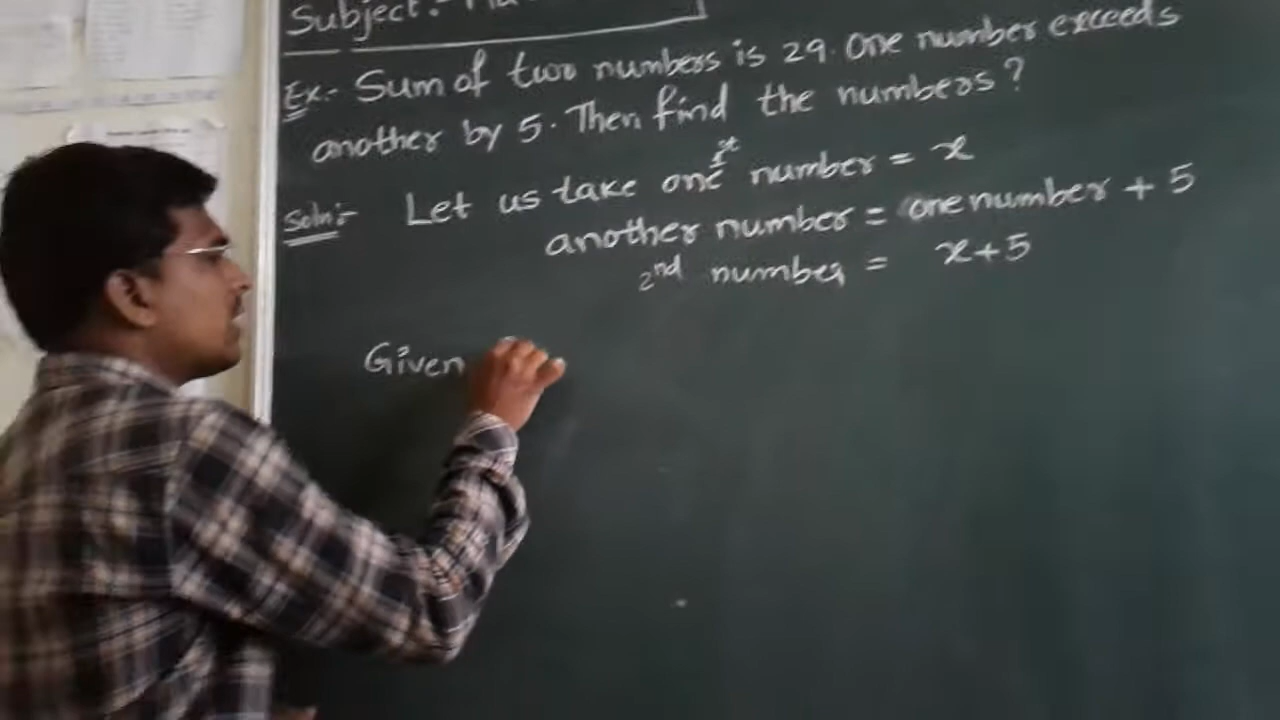 Subject:-
Ex:- Sum of two numbers is 29. One number exceeds
another by 5. Then find the numbers?
Soln:- Let us take one 1st number = x
another number = one number + 5
2nd number = x+5
Given